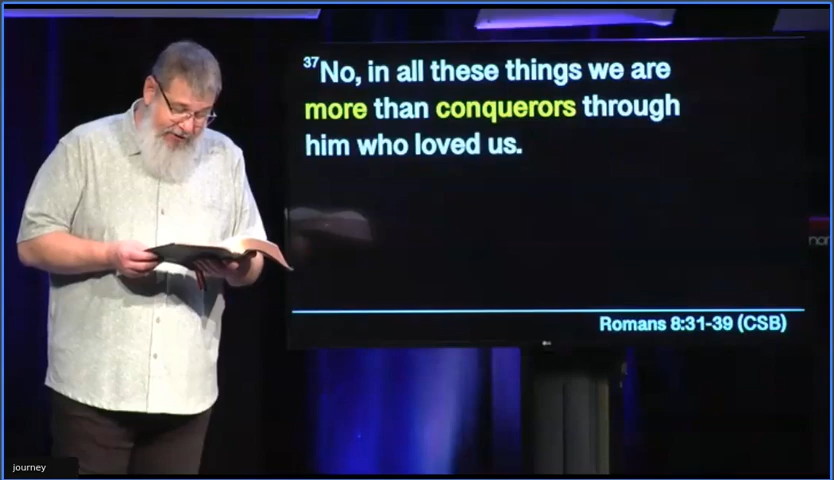 ³⁷No, in all these things we are
more than conquerors through
him who loved us.
Romans 8:31-39 (CSB)
LG
journey